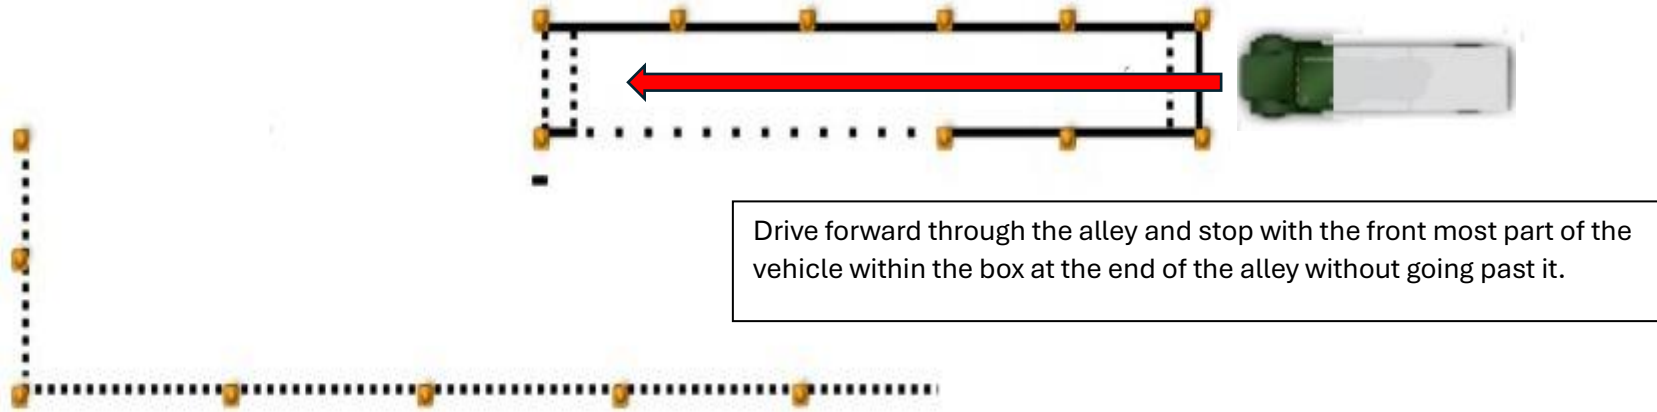 Drive forward through the alley and stop with the front most part of the
vehicle within the box at the end of the alley without going past it.